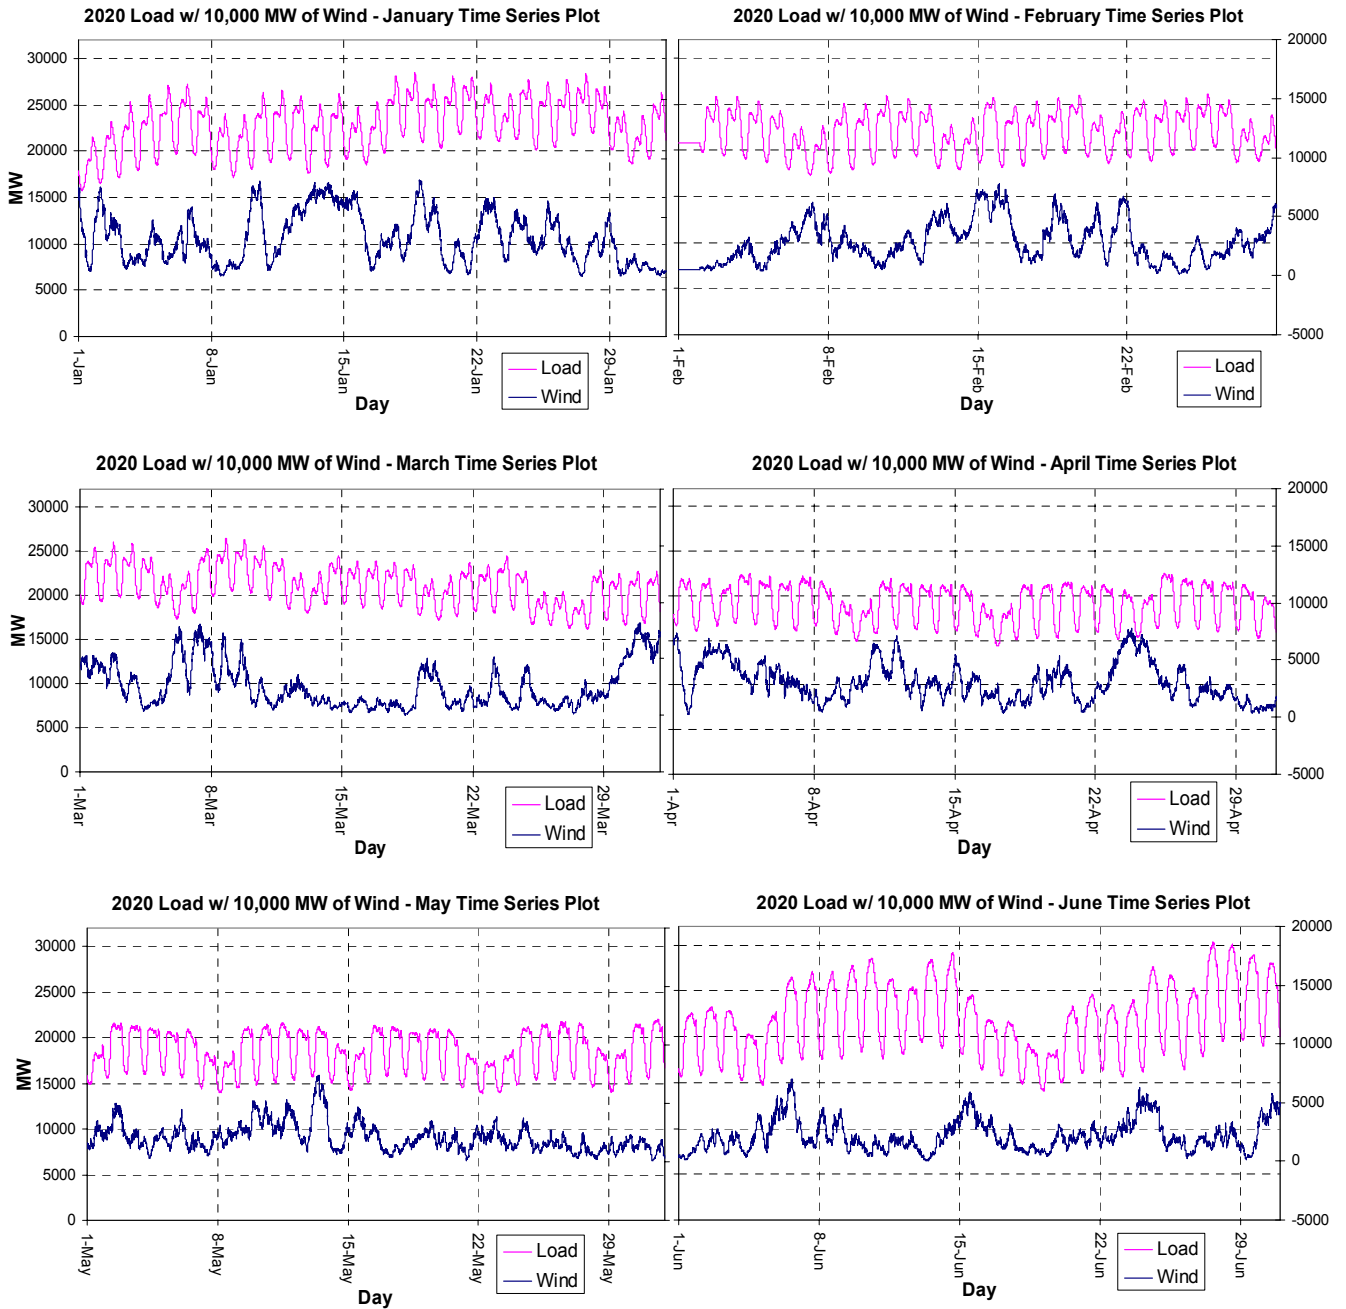 2020 Load w/ 10,000 MW of Wind - January Time Series Plot
30000
25000
20000
15000
10000
5000
0
MW
1-Jan
8-Jan
15-Jan
22-Jan
29-Jan
Day
Load
Wind
2020 Load w/ 10,000 MW of Wind - February Time Series Plot
20000
15000
10000
5000
0
-5000
1-Feb
8-Feb
15-Feb
22-Feb
Day
Load
Wind
2020 Load w/ 10,000 MW of Wind - March Time Series Plot
30000
25000
20000
15000
10000
5000
0
MW
1-Mar
8-Mar
15-Mar
22-Mar
29-Mar
Day
Load
Wind
2020 Load w/ 10,000 MW of Wind - April Time Series Plot
20000
15000
10000
5000
0
-5000
1-Apr
8-Apr
15-Apr
22-Apr
29-Apr
Day
Load
Wind
2020 Load w/ 10,000 MW of Wind - May Time Series Plot
30000
25000
20000
15000
10000
5000
0
MW
1-May
8-May
15-May
22-May
29-May
Day
Load
Wind
2020 Load w/ 10,000 MW of Wind - June Time Series Plot
20000
15000
10000
5000
0
-5000
1-Jun
8-Jun
15-Jun
22-Jun
29-Jun
Day
Load
Wind